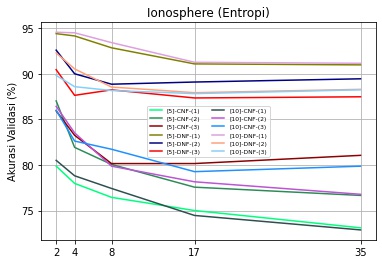 Ionosphere (Entropi)
Akurasi Validasi (%)
95
90
85
80
75
[5]-CNF-(1)
[5]-CNF-(2)
[5]-CNF-(3)
[5]-DNF-(1)
[5]-DNF-(2)
[5]-DNF-(3)
[10]-CNF-(1)
[10]-CNF-(2)
[10]-CNF-(3)
[10]-DNF-(1)
[10]-DNF-(2)
[10]-DNF-(3)
2 4 8 17 35